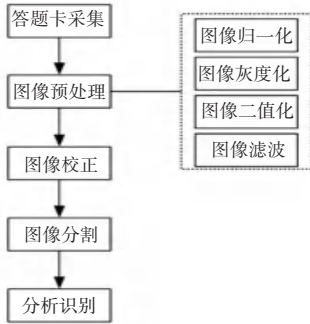 答题卡采集
图像预处理
图像校正
图像分割
分析识别
图像归一化
图像灰度化
图像二值化
图像滤波